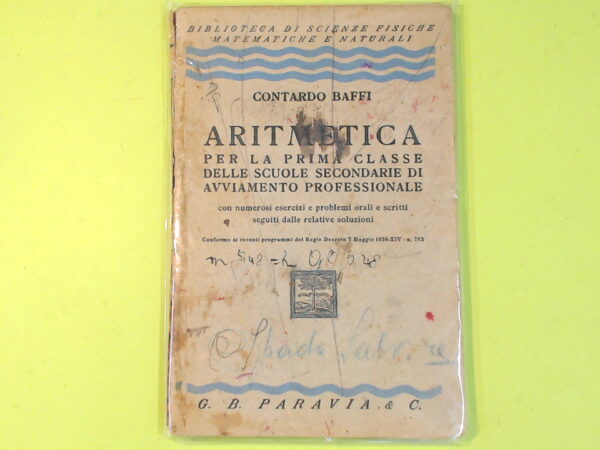 BIBLIOTECA DI SCIENZE FISICHE
MATEMATICHE E NATURALI
CONTARDO BAFFI
ARITMETICA
PER LA PRIMA CLASSE
DELLE SCUOLE SECONDARIE DI
AVVIAMENTO PROFESSIONALE
con numerosi esercizi e problemi orali e scritti
seguiti dalle relative soluzioni
Conforme ai recenti programmi del Regio Decreto 7 Maggio 1936-XIV - n. 762
G. B. PARAVIA & C.